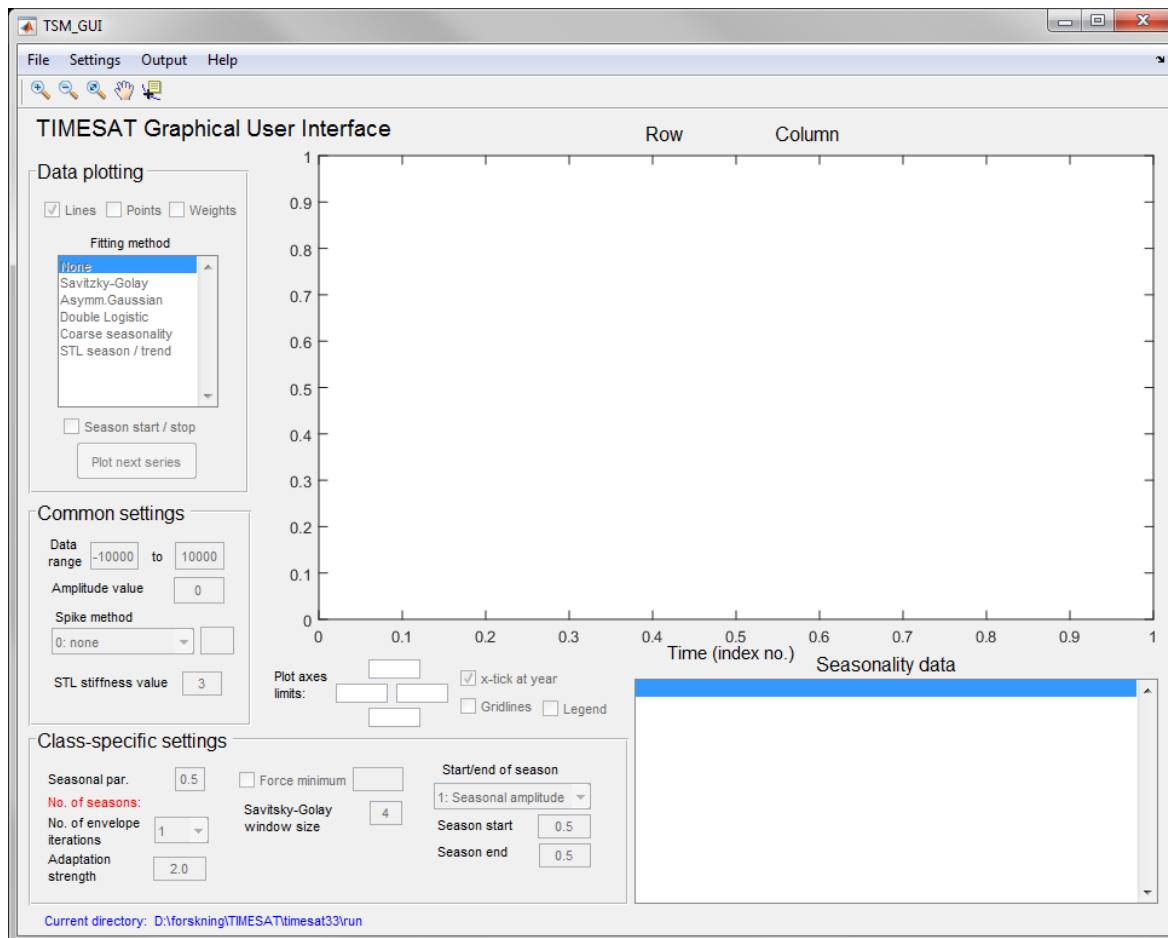 TSM_GUI
File Settings Output Help
TIMESAT Graphical User Interface
Row Column
Data plotting
Lines Points Weights
Fitting method
None
Savitzky-Golay
Asymm.Gaussian
Double Logistic
Coarse seasonality
STL season / trend
Season start / stop
Plot next series
1
0.9
0.8
0.7
0.6
0.5
0.4
0.3
0.2
0.1
0
0 0.1 0.2 0.3 0.4 0.5 0.6 0.7 0.8 0.9 1
Time (index no.)
Common settings
Data
range -10000 to 10000
Amplitude value 0
Spike method
0: none
STL stiffness value 3
Plot axes
limits:
x-tick at year
Gridlines Legend
Seasonality data
Class-specific settings
Seasonal par. 0.5
No. of seasons:
No. of envelope
iterations 1
Adaptation
strength 2.0
Force minimum
Savitsky-Golay
window size 4
Start/end of season
1: Seasonal amplitude
Season start 0.5
Season end 0.5
Current directory: D:\forskning\TIMESAT\timesat33\run